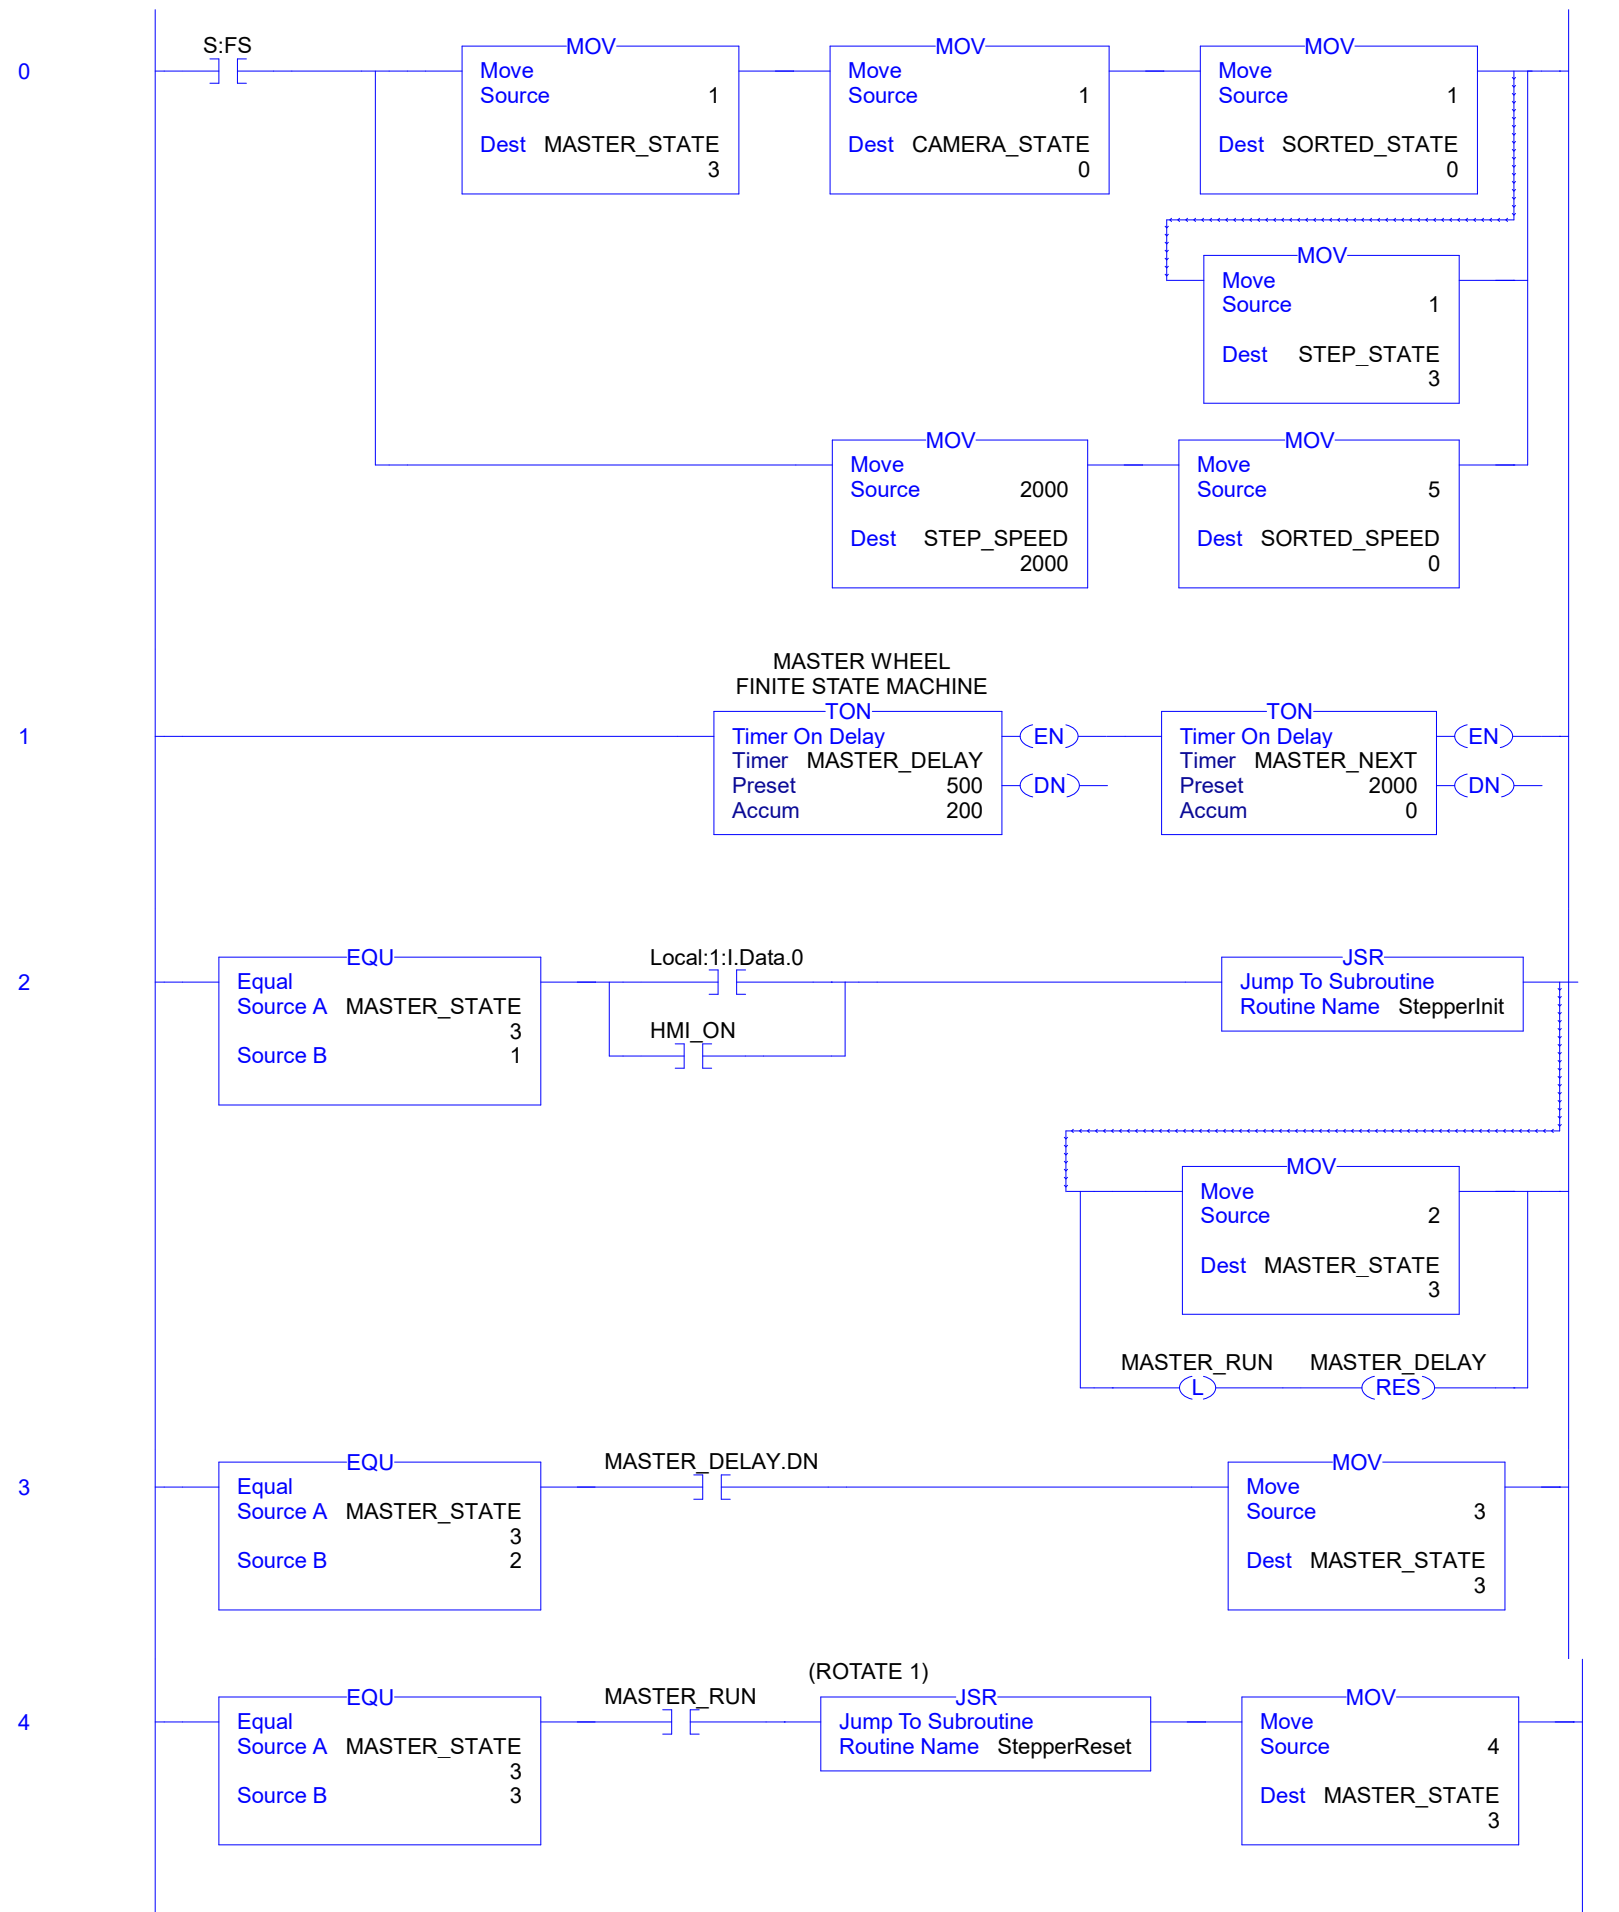 0
S:FS
MOV
Move
Source 1
Dest MASTER_STATE
3
MOV
Move
Source 1
Dest CAMERA_STATE
0
MOV
Move
Source 1
Dest SORTED_STATE
0
MOV
Move
Source 1
Dest STEP_STATE
3
MOV
Move
Source 2000
Dest STEP_SPEED
2000
MOV
Move
Source 5
Dest SORTED_SPEED
0
1
MASTER WHEEL
FINITE STATE MACHINE
TON
Timer On Delay
Timer MASTER_DELAY
Preset 500
Accum 200
EN
DN
TON
Timer On Delay
Timer MASTER_NEXT
Preset 2000
Accum 0
EN
DN
2
EQU
Equal
Source A MASTER_STATE
3
Source B 1
Local:1:I.Data.0
HMI_ON
JSR
Jump To Subroutine
Routine Name StepperInit
MOV
Move
Source 2
Dest MASTER_STATE
3
MASTER_RUN
L
MASTER_DELAY
RES
3
EQU
Equal
Source A MASTER_STATE
3
Source B 2
MASTER_DELAY.DN
MOV
Move
Source 3
Dest MASTER_STATE
3
4
EQU
Equal
Source A MASTER_STATE
3
Source B 3
MASTER_RUN
(ROTATE 1)
JSR
Jump To Subroutine
Routine Name StepperReset
MOV
Move
Source 4
Dest MASTER_STATE
3